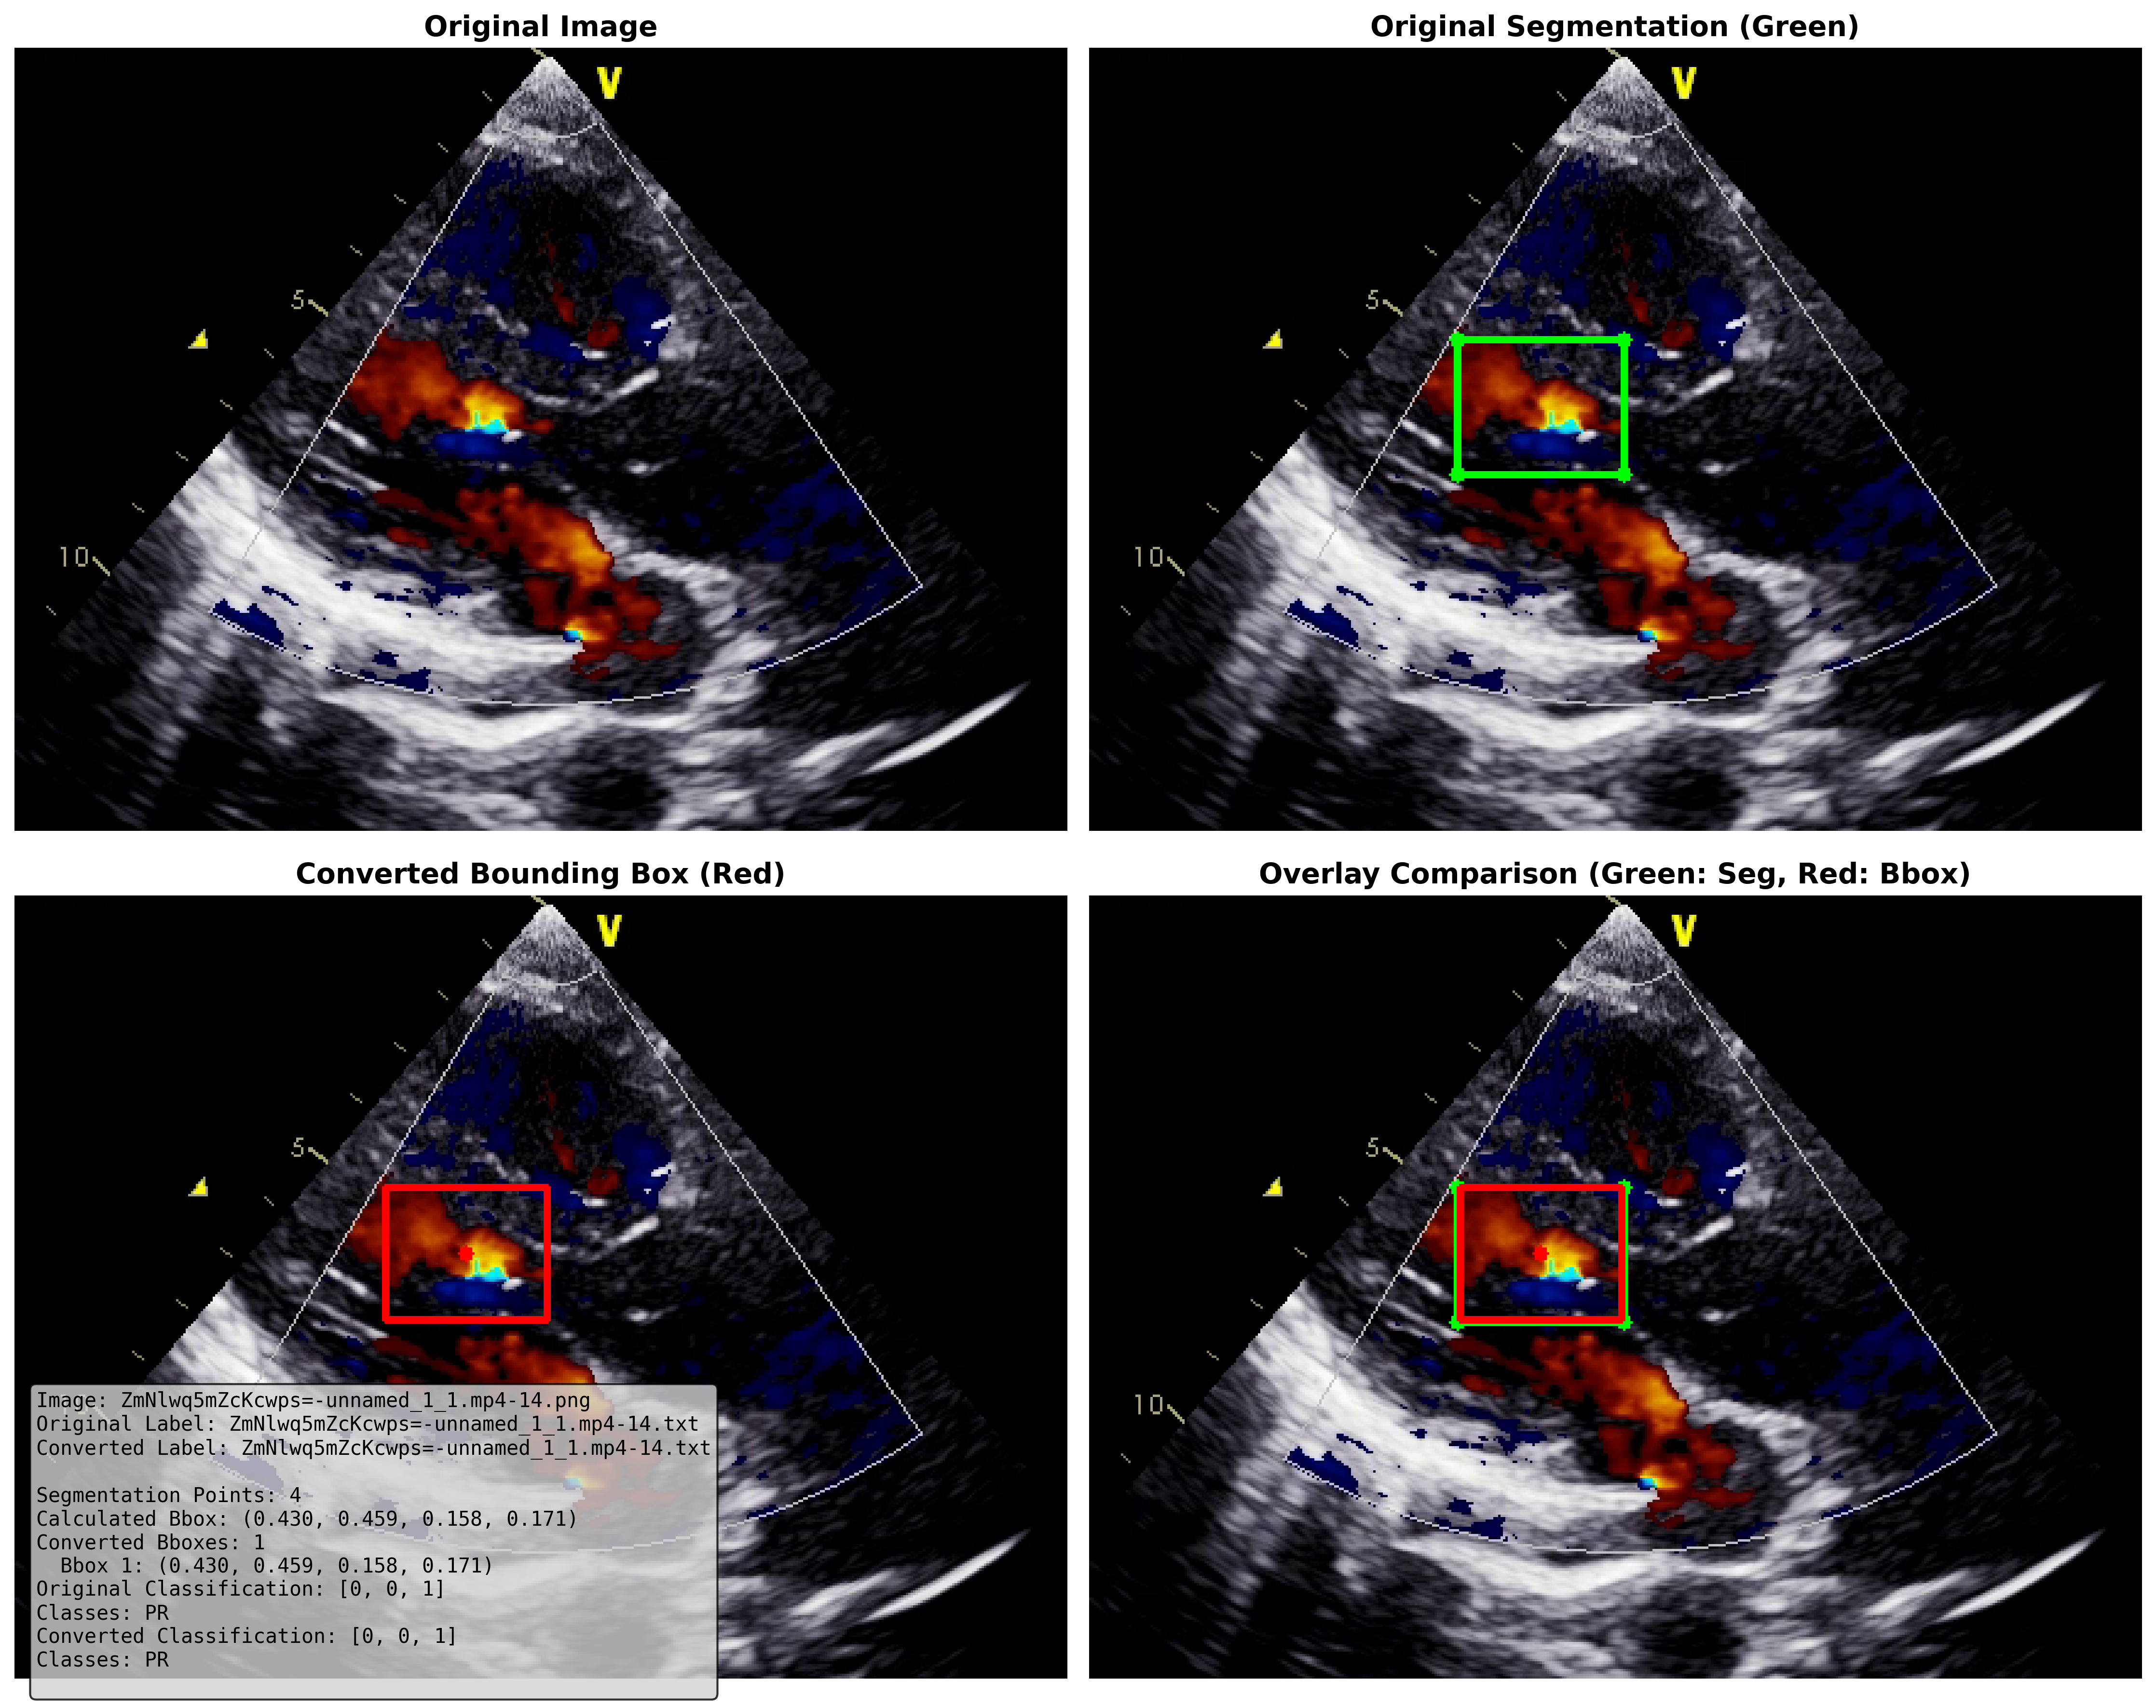 Original Image
Original Segmentation (Green)
V
5
10
V
5
10
Converted Bounding Box (Red)
Overlay Comparison (Green: Seg, Red: Bbox)
V
5
V
5
10
Image: ZmNlwq5mZcKcwps=-unnamed_1_1.mp4-14.png
Original Label: ZmNlwq5mZcKcwps=-unnamed_1_1.mp4-14.txt
Converted Label: ZmNlwq5mZcKcwps=-unnamed_1_1.mp4-14.txt
Segmentation Points: 4
Calculated Bbox: (0.430, 0.459, 0.158, 0.171)
Converted Bboxes: 1
Bbox 1: (0.430, 0.459, 0.158, 0.171)
Original Classification: [0, 0, 1]
Classes: PR
Converted Classification: [0, 0, 1]
Classes: PR